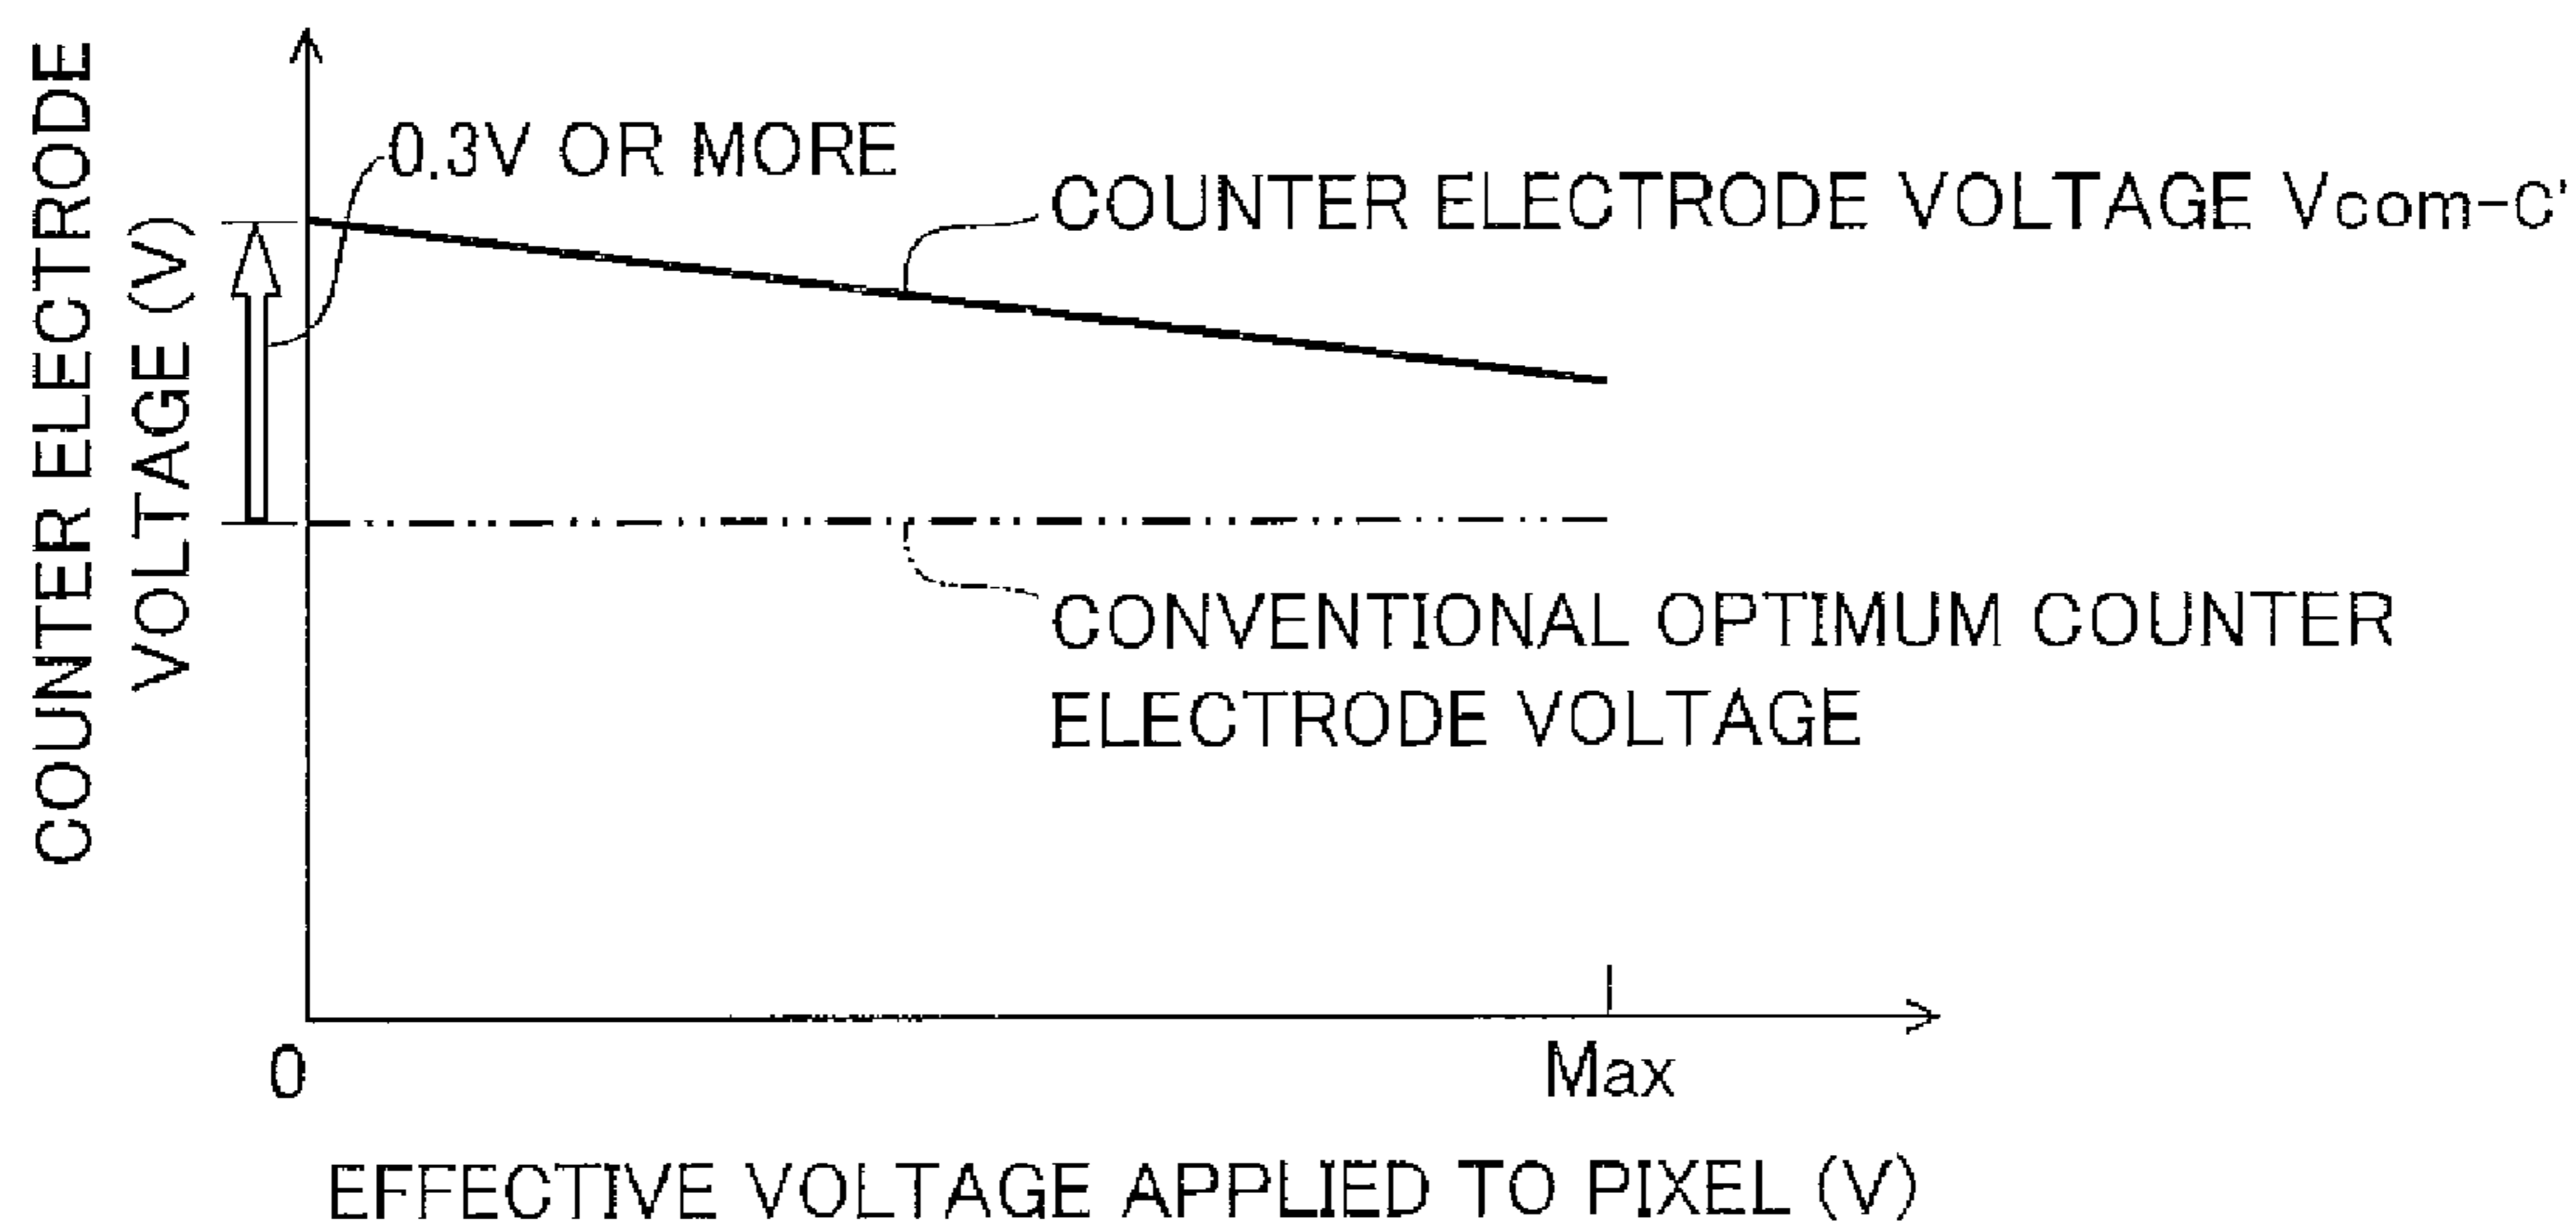 COUNTER ELECTRODE
VOLTAGE (V)
0.3V OR MORE
COUNTER ELECTRODE VOLTAGE Vcom-C'
CONVENTIONAL OPTIMUM COUNTER
ELECTRODE VOLTAGE
0
Max
EFFECTIVE VOLTAGE APPLIED TO PIXEL (V)